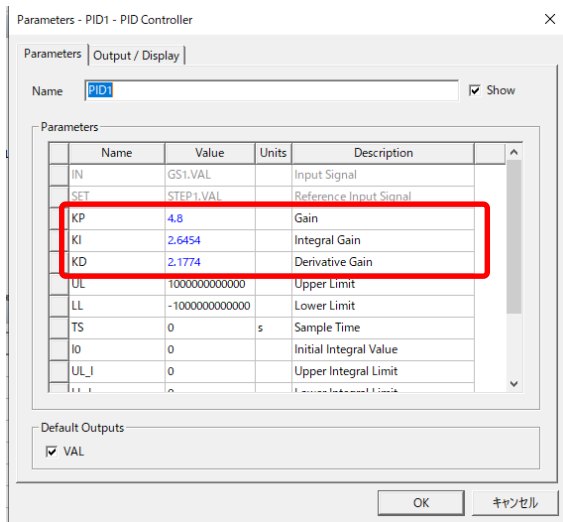 Parameters - PID1 - PID Controller
Parameters Output / Display
Name PID1 Show
Parameters
Name Value Units Description
IN GS1.VAL Input Signal
SET STEP1.VAL Reference Input Signal
KP 4.8 Gain
KI 2.6454 Integral Gain
KD 2.1774 Derivative Gain
UL 1000000000000 Upper Limit
LL -1000000000000 Lower Limit
TS 0 s Sample Time
I0 0 Initial Integral Value
UL_I 0 Upper Integral Limit
Default Outputs
VAL
OK キャンセル